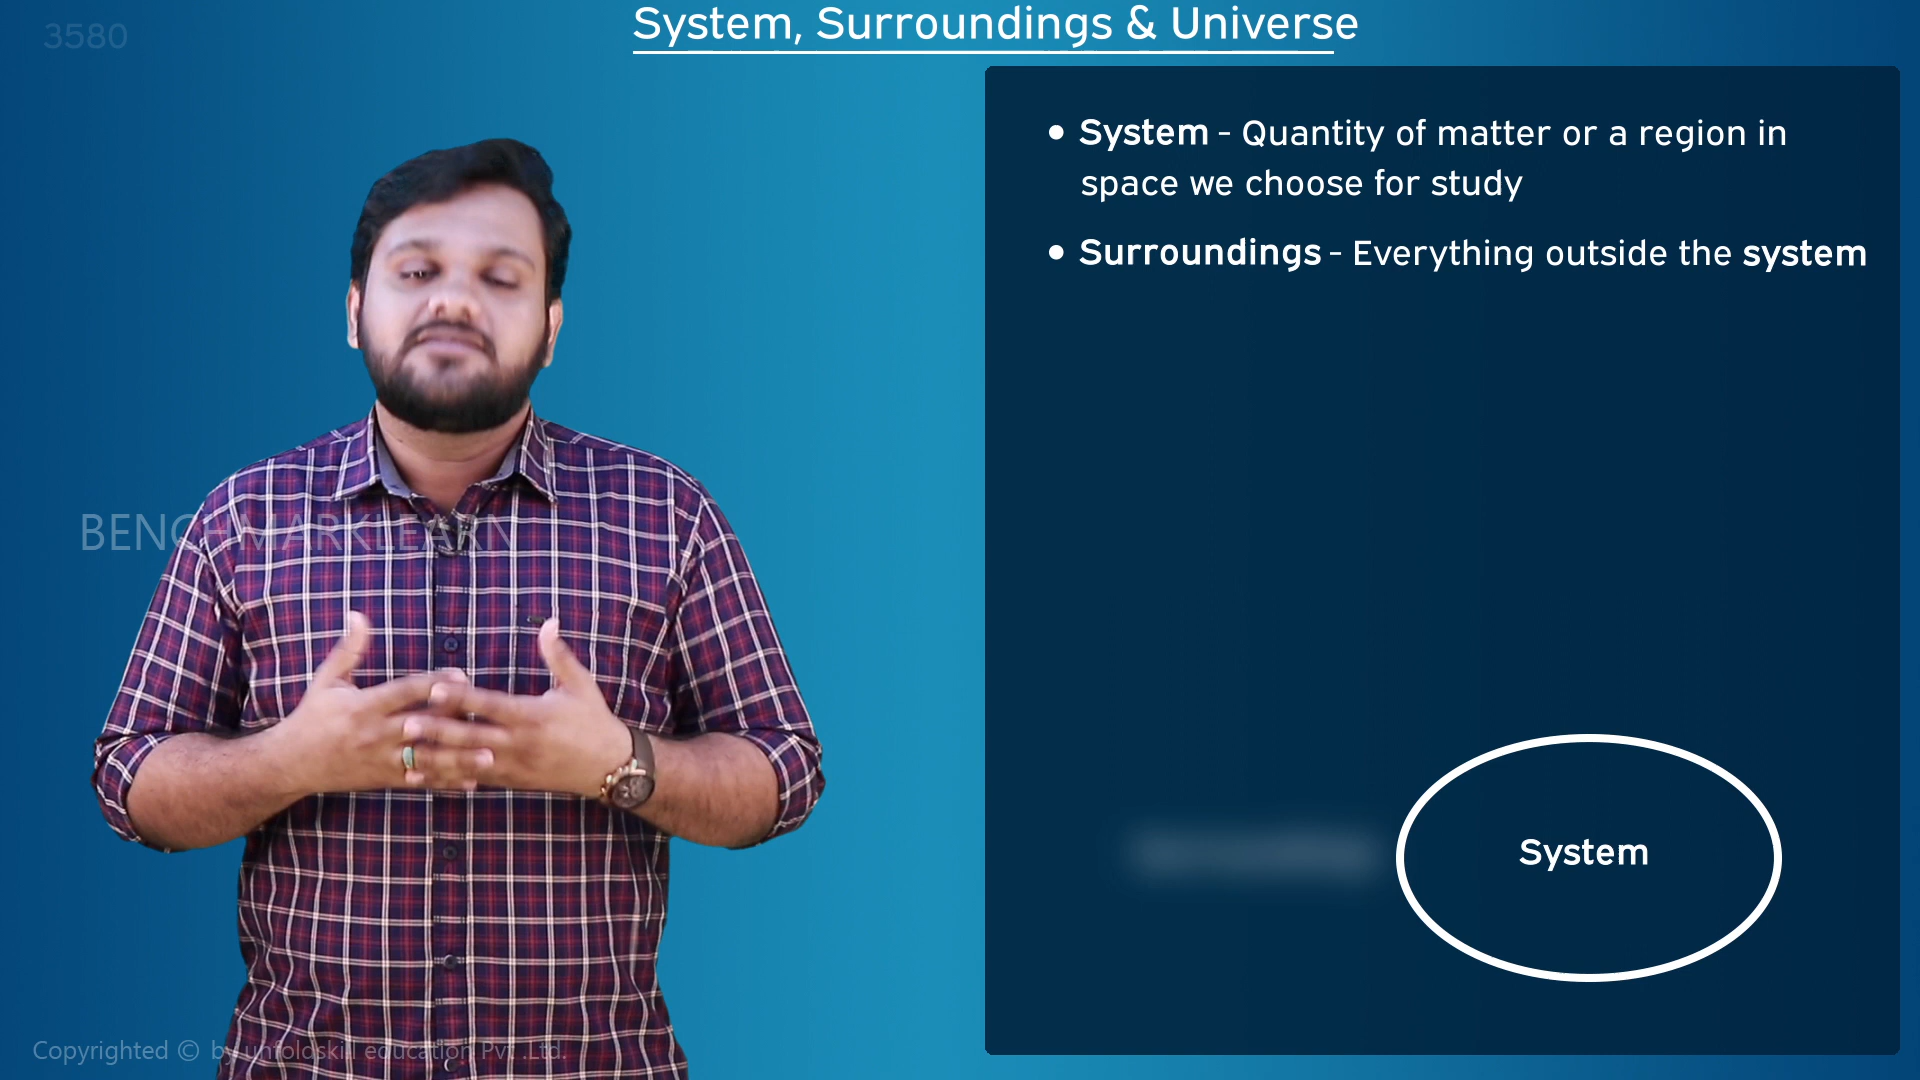 3580
System, Surroundings & Universe
• System - Quantity of matter or a region in
space we choose for study
• Surroundings - Everything outside the system
BENCHMARKLEARN
System
Copyrighted © by unfoldskill education Pvt .Ltd.